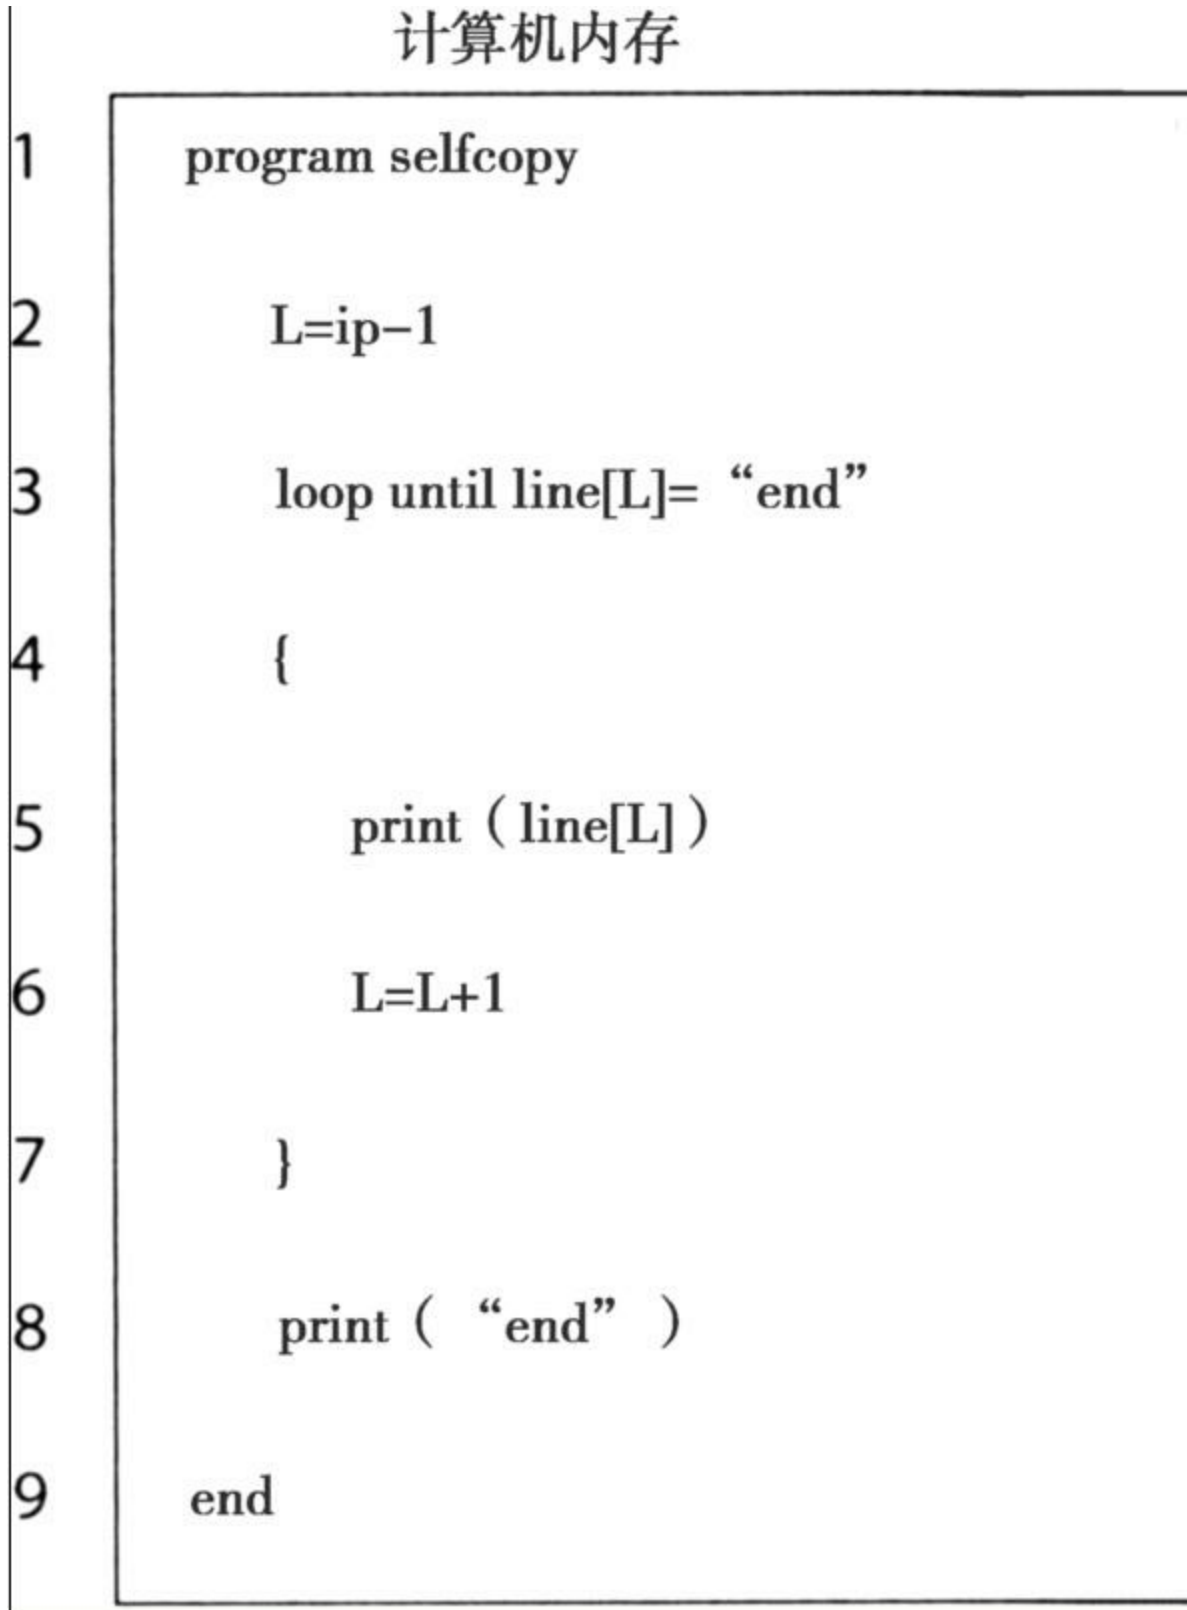 计算机内存
1 program selfcopy
2 L=ip-1
3 loop until line[L]= “end”
4 {
5 print（line[L]）
6 L=L+1
7 }
8 print（ “end” ）
9 end